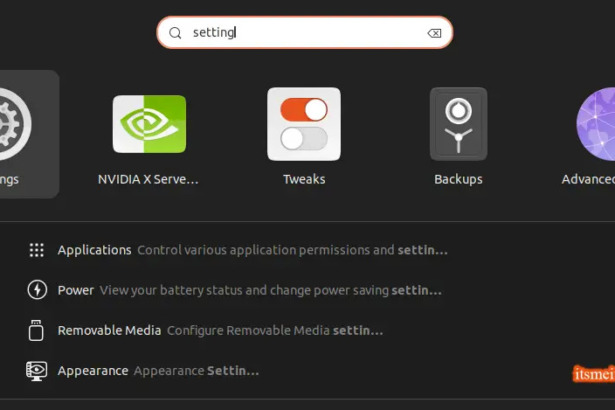 setting
ngs
NVIDIA X Serve...
Tweaks
Backups
Advanced
Applications Control various application permissions and settin...
Power View your battery status and change power saving settin...
Removable Media Configure Removable Media settin...
Appearance Appearance Settin...
itsmei